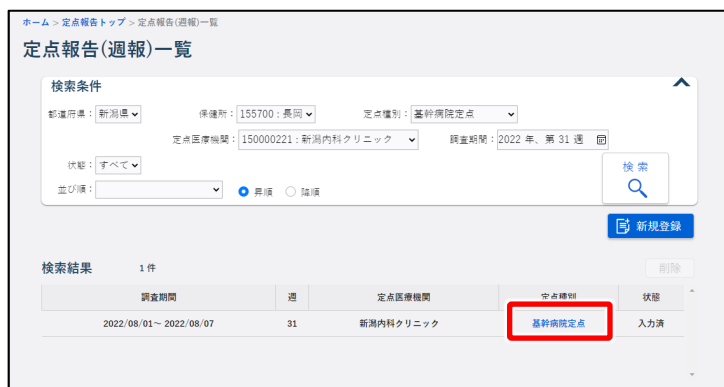 ホーム > 定点報告トップ > 定点報告(週報)一覧
定点報告(週報)一覧
検索条件
都道府県： 新潟県 保健所： 155700 : 長岡 定点種別： 基幹病院定点
定点医療機関： 150000221 : 新潟内科クリニック 調査期間： 2022 年、第 31 週
状態： すべて
検 索
並び順： 昇順 降順
新規登録
検索結果 1 件 削除
調査期間 週 定点医療機関 定点種別 状態
2022/08/01～ 2022/08/07 31 新潟内科クリニック 基幹病院定点 入力済